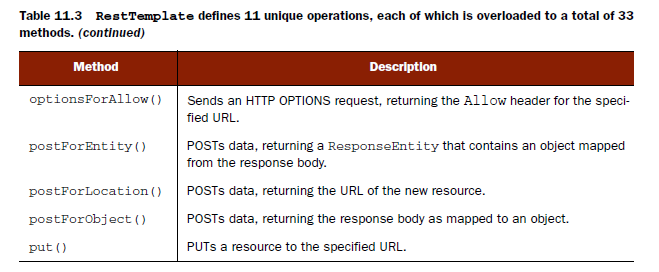 Table 11.3 RestTemplate defines 11 unique operations, each of which is overloaded to a total of 33
methods. (continued)
Method Description
optionsForAllow() Sends an HTTP OPTIONS request, returning the Allow header for the speci-
fied URL.
postForEntity() POSTs data, returning a ResponseEntity that contains an object mapped
from the response body.
postForLocation() POSTs data, returning the URL of the new resource.
postForObject() POSTs data, returning the response body as mapped to an object.
put() PUTs a resource to the specified URL.